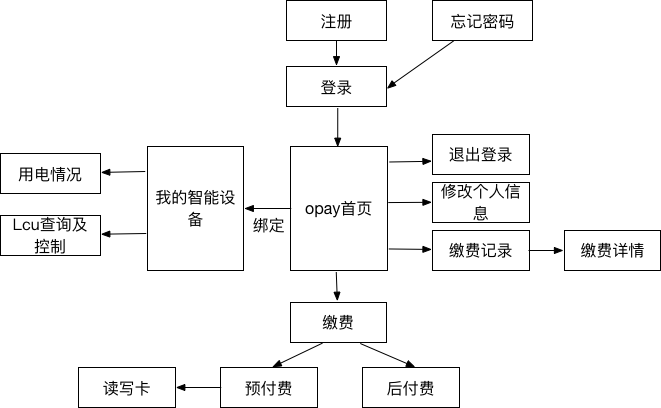 注册
忘记密码
登录
退出登录
用电情况
我的智能设
备
opay首页
修改个人信
息
绑定
Lcu查询及
控制
缴费记录
缴费详情
缴费
读写卡
预付费
后付费